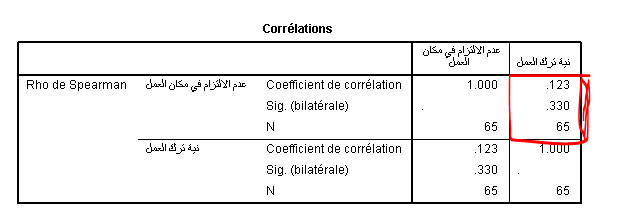 Corrélations
عدم الالتزام في مكان العمل نية ترك العمل
Rho de Spearman عدم الالتزام في مكان العمل Coefficient de corrélation 1.000 .123
Sig. (bilatérale) . .330
N 65 65
نية ترك العمل Coefficient de corrélation .123 1.000
Sig. (bilatérale) .330 .
N 65 65